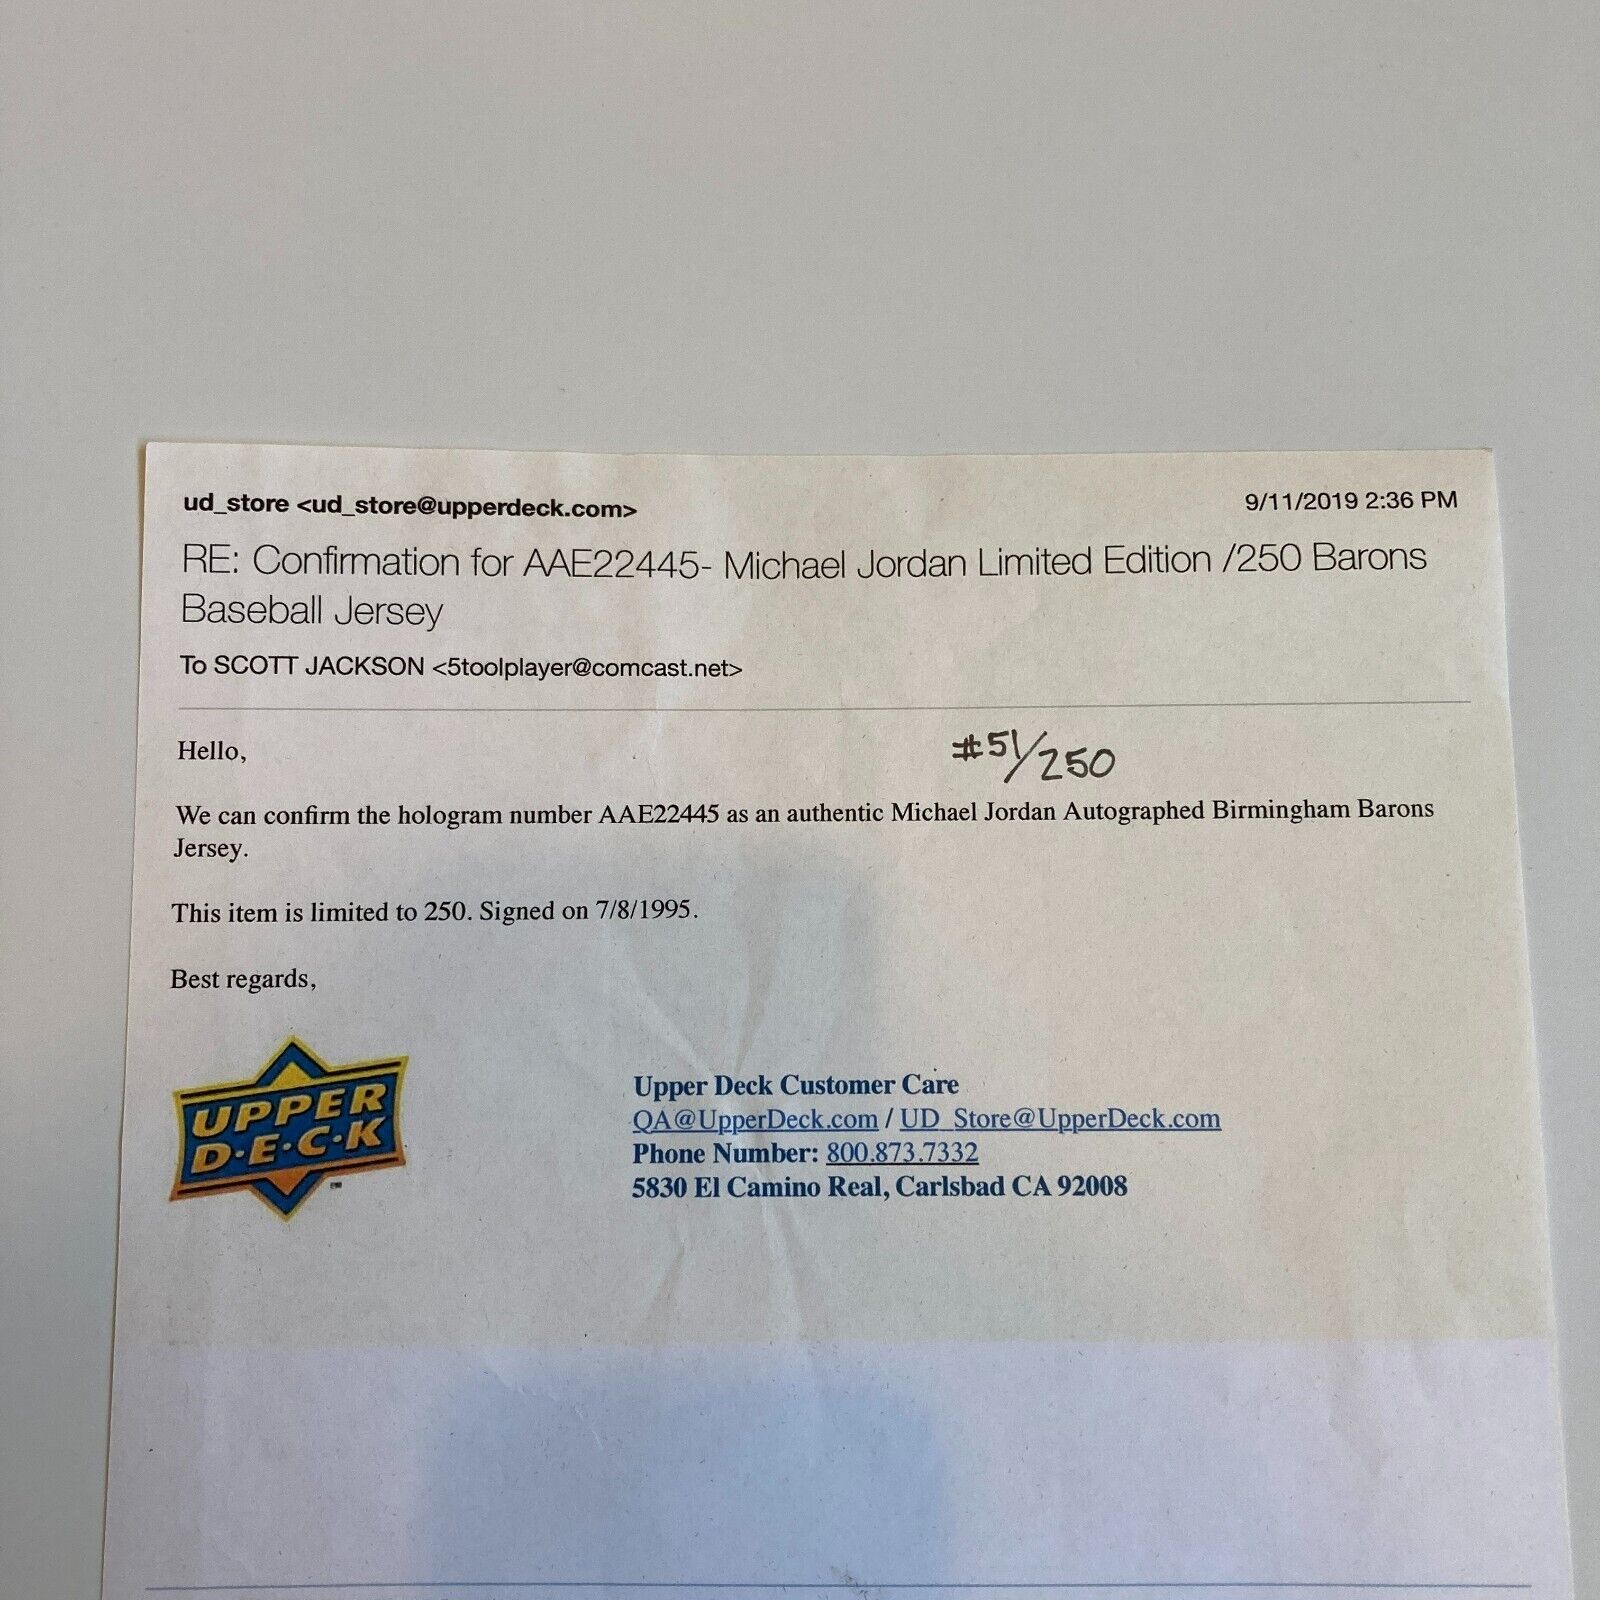 ud_store <ud_store@upperdeck.com> 9/11/2019 2:36 PM
RE: Confirmation for AAE22445- Michael Jordan Limited Edition /250 Barons
Baseball Jersey
To SCOTT JACKSON <5toolplayer@comcast.net>
Hello,
#51/250
We can confirm the hologram number AAE22445 as an authentic Michael Jordan Autographed Birmingham Barons
Jersey.
This item is limited to 250. Signed on 7/8/1995.
Best regards,
UPPER
D·E·C·K
Upper Deck Customer Care
QA@UpperDeck.com / UD_Store@UpperDeck.com
Phone Number: 800.873.7332
5830 El Camino Real, Carlsbad CA 92008